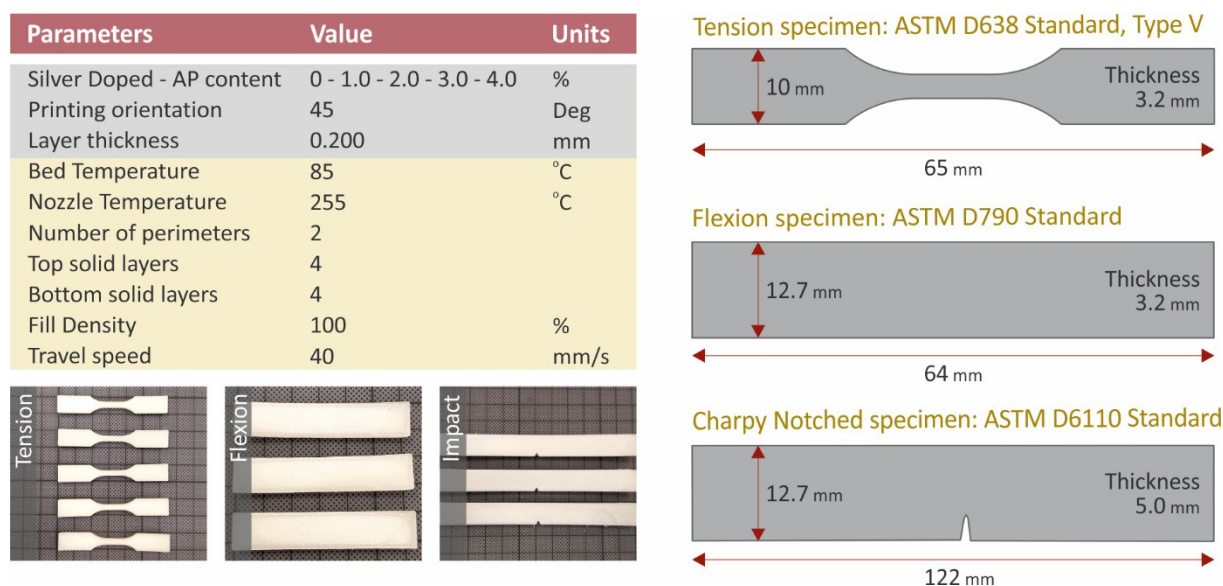 Parameters Value Units
Silver Doped - AP content 0 - 1.0 - 2.0 - 3.0 - 4.0 %
Printing orientation 45 Deg
Layer thickness 0.200 mm
Bed Temperature 85 °C
Nozzle Temperature 255 °C
Number of perimeters 2
Top solid layers 4
Bottom solid layers 4
Fill Density 100 %
Travel speed 40 mm/s
Tension
Flexion
Impact
Tension specimen: ASTM D638 Standard, Type V
10 mm
Thickness
3.2 mm
65 mm
Flexion specimen: ASTM D790 Standard
12.7 mm
Thickness
3.2 mm
64 mm
Charpy Notched specimen: ASTM D6110 Standard
12.7 mm
Thickness
5.0 mm
122 mm